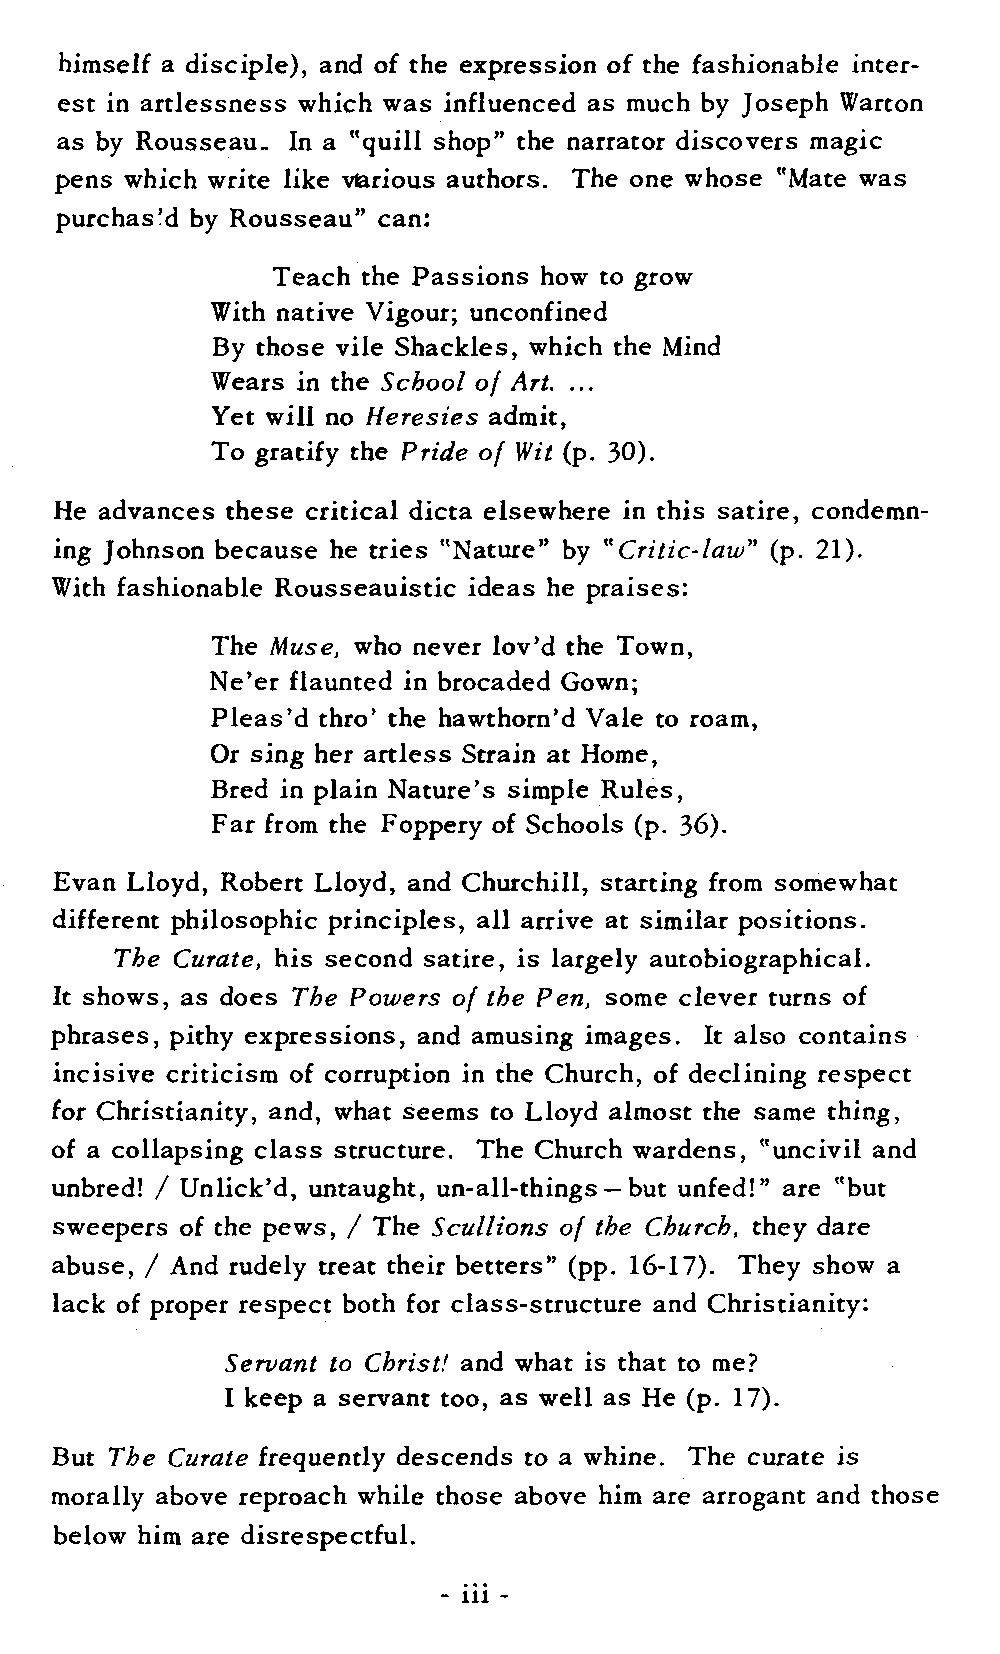 himself a disciple), and of the expression of the fashionable inter-
est in artlessness which was influenced as much by Joseph Warton
as by Rousseau. In a "quill shop" the narrator discovers magic
pens which write like various authors. The one whose "Mate was
purchas'd by Rousseau" can:
Teach the Passions how to grow
With native Vigour; unconfined
By those vile Shackles, which the Mind
Wears in the School of Art. ...
Yet will no Heresies admit,
To gratify the Pride of Wit (p. 30).
He advances these critical dicta elsewhere in this satire, condemn-
ing Johnson because he tries "Nature" by "Critic-law" (p. 21).
With fashionable Rousseauistic ideas he praises:
The Muse, who never lov'd the Town,
Ne'er flaunted in brocaded Gown;
Pleas'd thro' the hawthorn'd Vale to roam,
Or sing her artless Strain at Home,
Bred in plain Nature's simple Rules,
Far from the Foppery of Schools (p. 36).
Evan Lloyd, Robert Lloyd, and Churchill, starting from somewhat
different philosophic principles, all arrive at similar positions.
The Curate, his second satire, is largely autobiographical.
It shows, as does The Powers of the Pen, some clever turns of
phrases, pithy expressions, and amusing images. It also contains
incisive criticism of corruption in the Church, of declining respect
for Christianity, and, what seems to Lloyd almost the same thing,
of a collapsing class structure. The Church wardens, "uncivil and
unbred! / Unlick'd, untaught, un-all-things – but unfed!" are "but
sweepers of the pews, / The Scullions of the Church, they dare
abuse, / And rudely treat their betters" (pp. 16-17). They show a
lack of proper respect both for class-structure and Christianity:
Servant to Christ! and what is that to me?
I keep a servant too, as well as He (p. 17).
But The Curate frequently descends to a whine. The curate is
morally above reproach while those above him are arrogant and those
below him are disrespectful.
- iii -